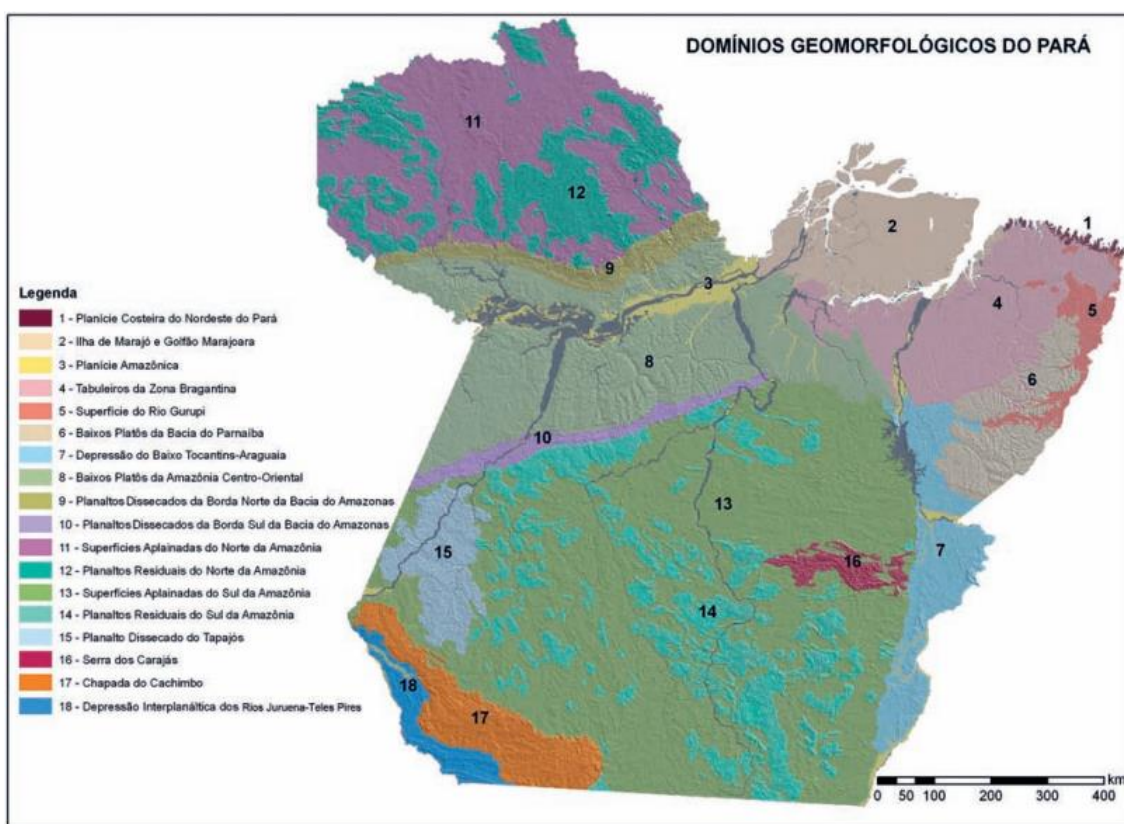 DOMÍNIOS GEOMORFOLÓGICOS DO PARÁ
11
12
1
2
9
3
4
5
8
6
10
13
7
15
16
14
18
17
Legenda
1 - Planície Costeira do Nordeste do Pará
2 - Ilha de Marajó e Golfão Marajoara
3 - Planície Amazônica
4 - Tabuleiros da Zona Bragantina
5 - Superfície do Rio Gurupi
6 - Baixos Platôs da Bacia do Parnaíba
7 - Depressão do Baixo Tocantins-Araguaia
8 - Baixos Platôs da Amazônia Centro-Oriental
9 - Planaltos Dissecados da Borda Norte da Bacia do Amazonas
10 - Planaltos Dissecados da Borda Sul da Bacia do Amazonas
11 - Superfícies Aplainadas do Norte da Amazônia
12 - Planaltos Residuais do Norte da Amazônia
13 - Superfícies Aplainadas do Sul da Amazônia
14 - Planaltos Residuais do Sul da Amazônia
15 - Planalto Dissecado do Tapajós
16 - Serra dos Carajás
17 - Chapada do Cachimbo
18 - Depressão Interplanáltica dos Rios Juruena-Teles Pires
km
0 50 100 200 300 400